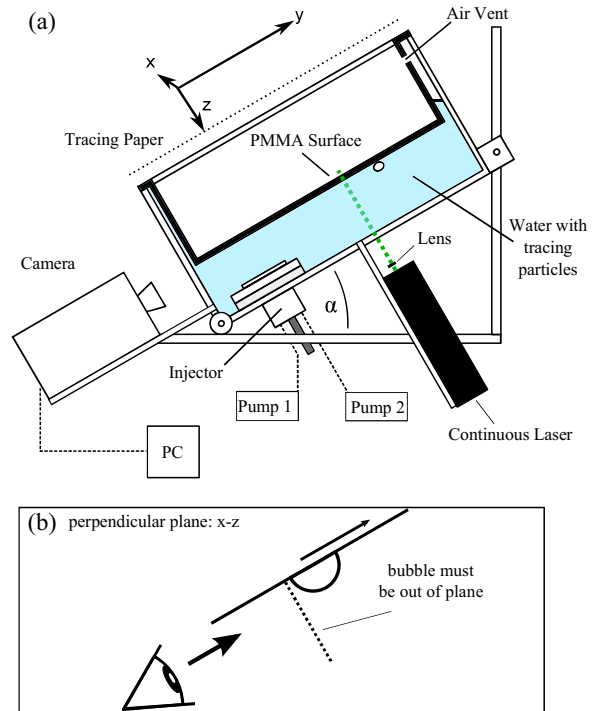 (a)
Air Vent
y
x
z
Tracing Paper
PMMA Surface
Water with
tracing
particles
Lens
Camera
α
Injector
Pump 1
Pump 2
Continuous Laser
PC
(b)
perpendicular plane: x-z
bubble must
be out of plane